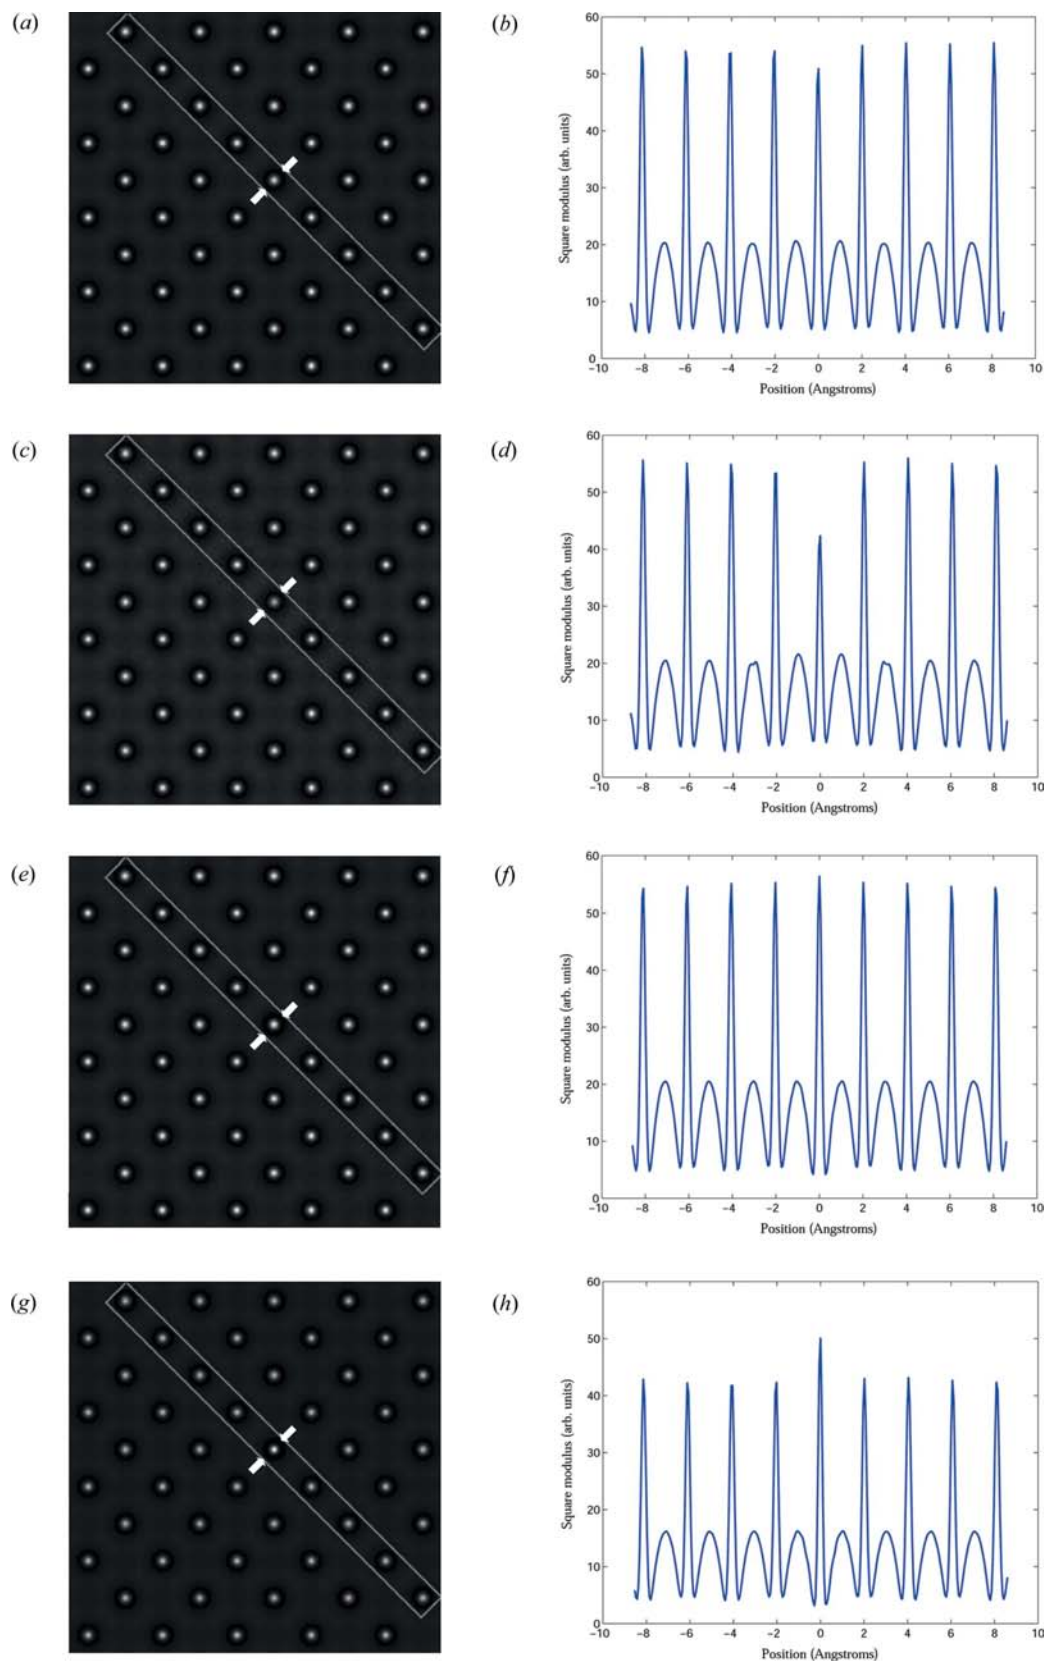 (a)
(b)
60
50
40
30
20
10
0
Square modulus (arb. units)
-10 -8 -6 -4 -2 0 2 4 6 8 10
Position (Angstroms)
(c)
(d)
60
50
40
30
20
10
0
Square modulus (arb. units)
-10 -8 -6 -4 -2 0 2 4 6 8 10
Position (Angstroms)
(e)
(f)
60
50
40
30
20
10
0
Square modulus (arb. units)
-10 -8 -6 -4 -2 0 2 4 6 8 10
Position (Angstroms)
(g)
(h)
60
50
40
30
20
10
0
Square modulus (arb. units)
-10 -8 -6 -4 -2 0 2 4 6 8 10
Position (Angstroms)